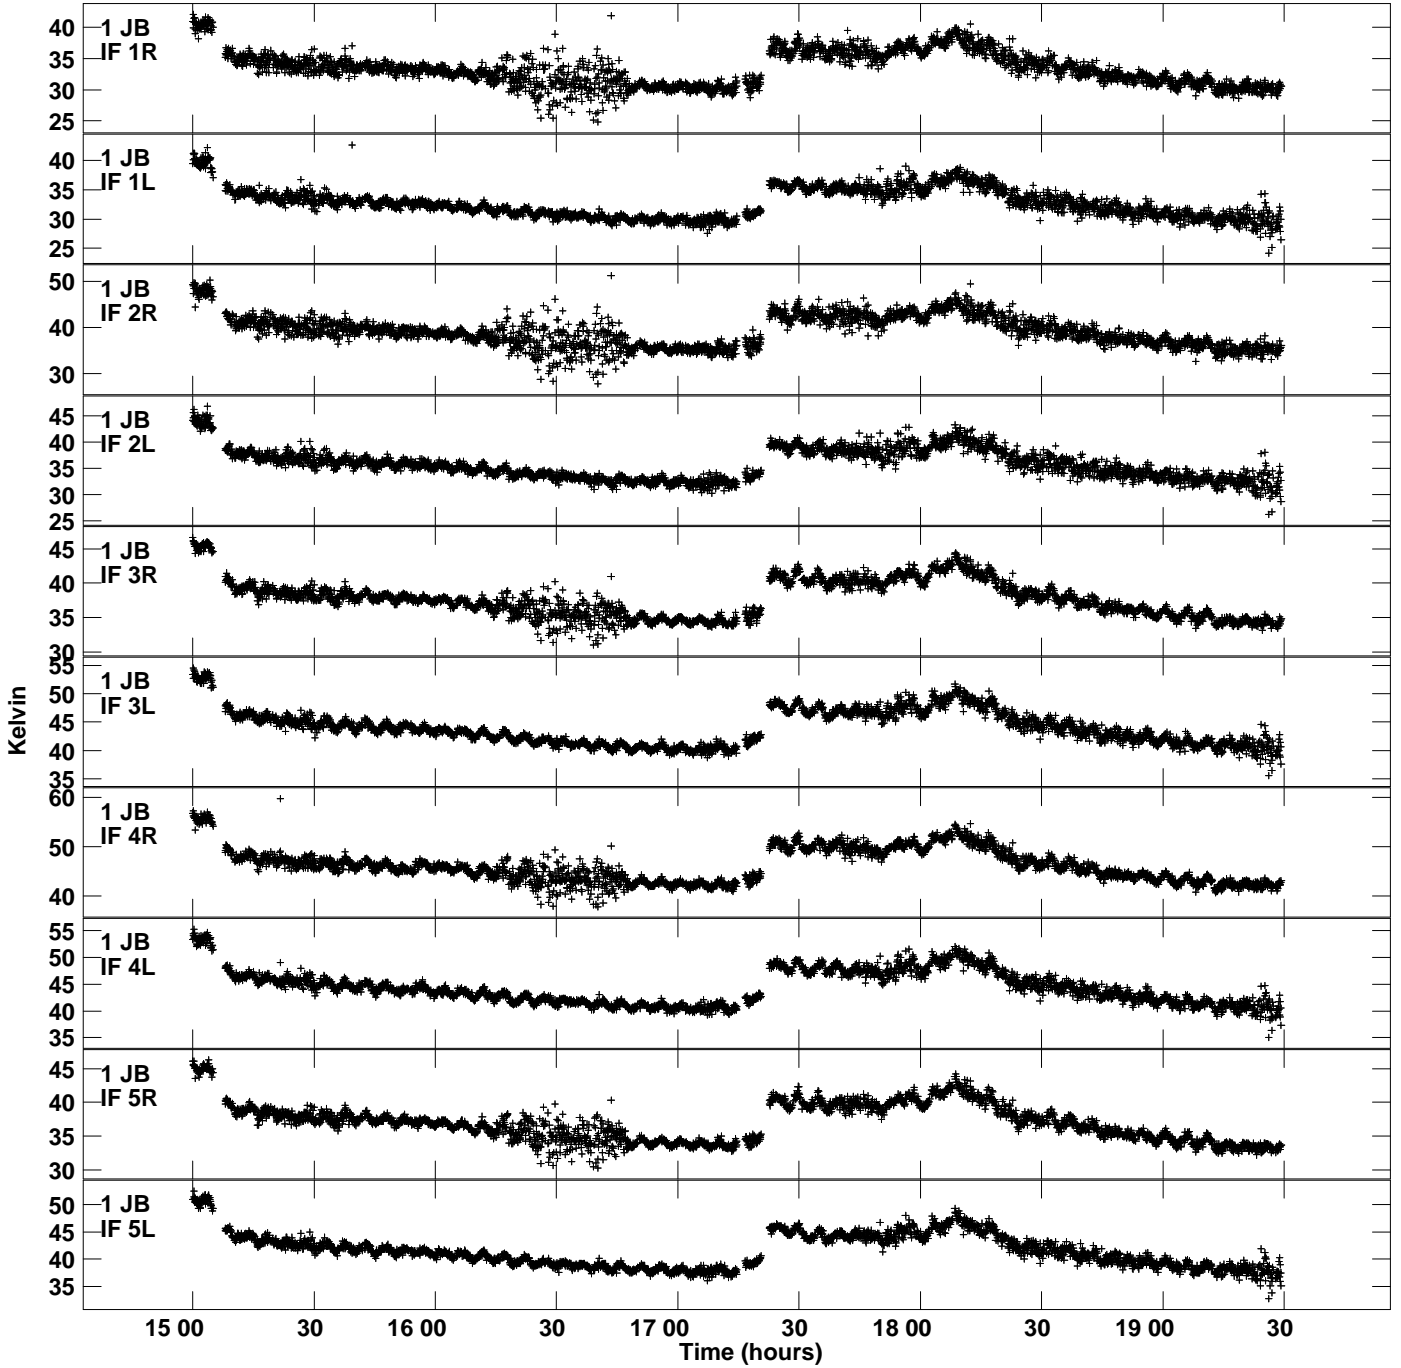 40
35
30
25
1 JB
IF 1R
40
35
30
25
1 JB
IF 1L
50
40
30
1 JB
IF 2R
45
40
35
30
25
1 JB
IF 2L
45
40
35
30
1 JB
IF 3R
55
50
45
40
35
1 JB
IF 3L
60
50
40
1 JB
IF 4R
55
50
45
40
35
1 JB
IF 4L
45
40
35
30
1 JB
IF 5R
50
45
40
35
1 JB
IF 5L
Kelvin
15 00 30 16 00 30 17 00 30 18 00 30 19 00 30
Time (hours)